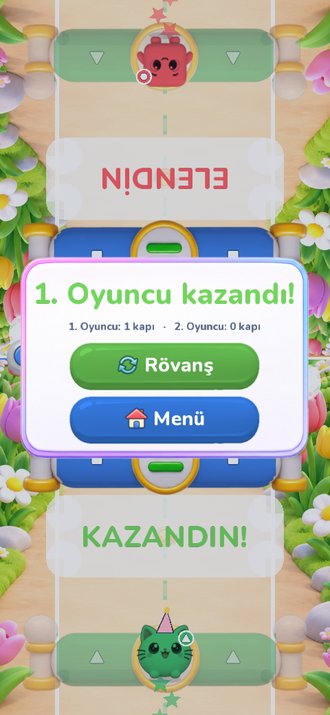 ELENDİN
1. Oyuncu kazandı!
1. Oyuncu: 1 kapı · 2. Oyuncu: 0 kapı
Rövanş
Menü
KAZANDIN!